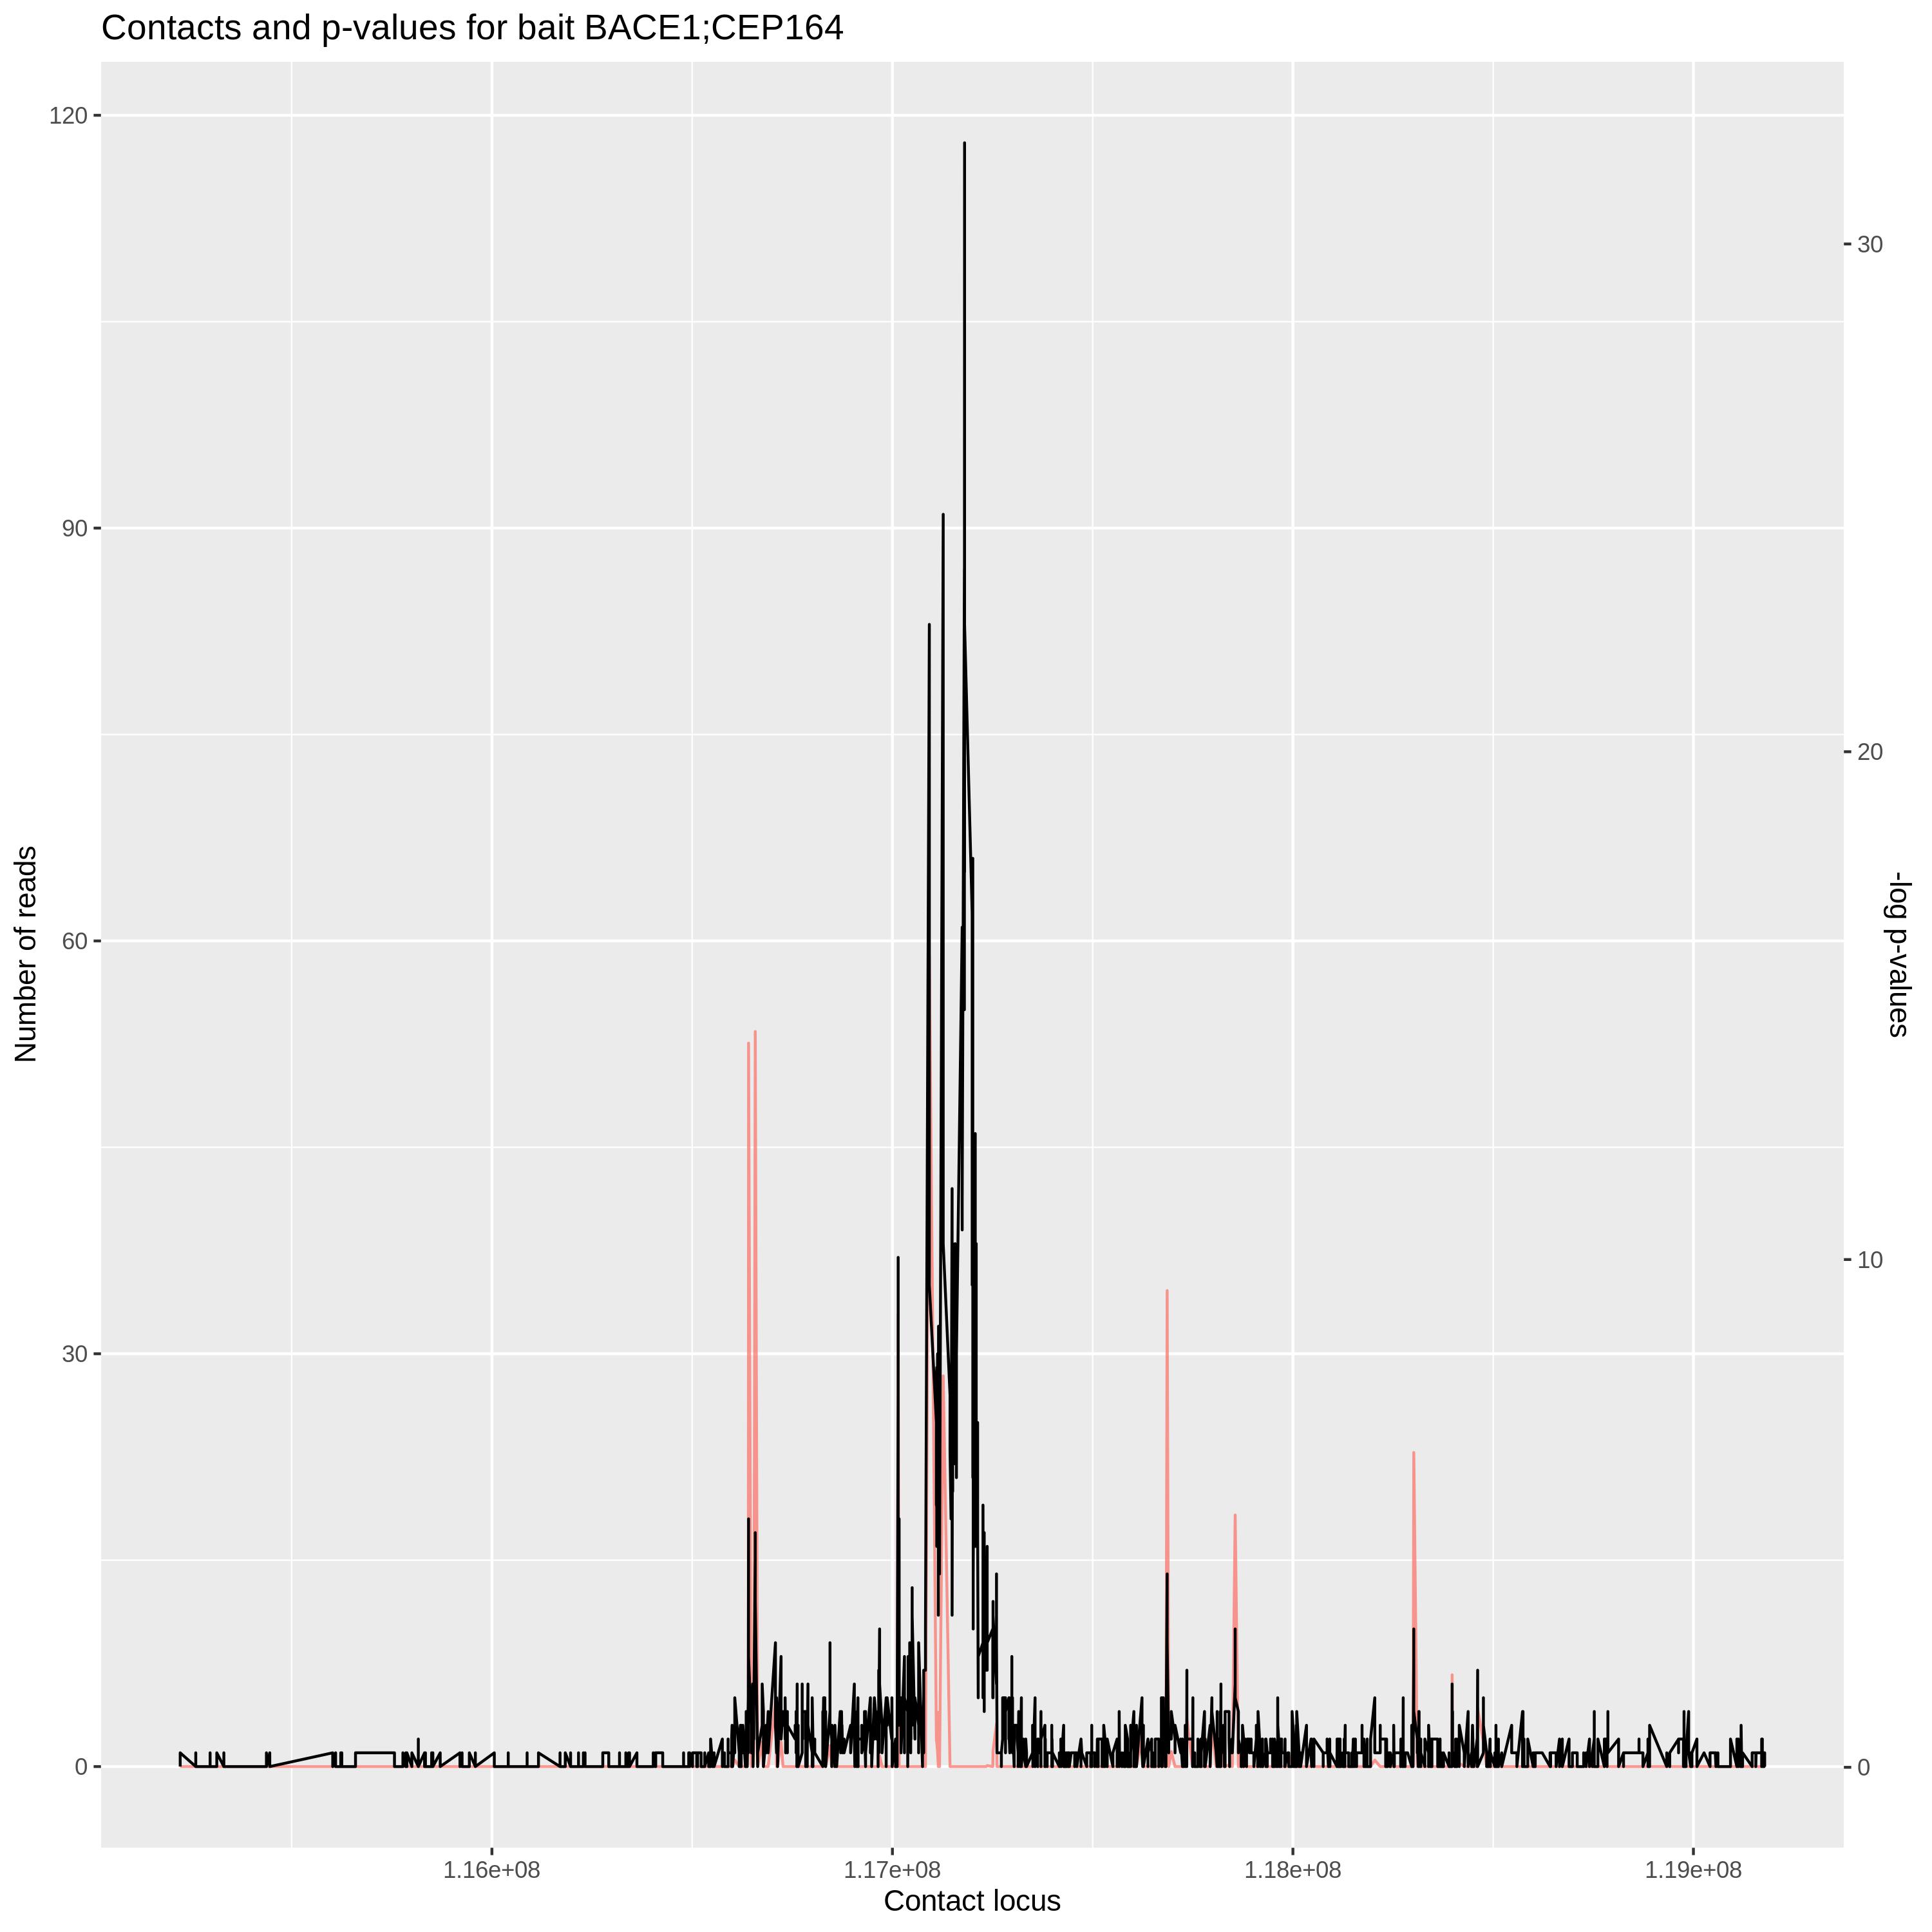 Contacts and p-values for bait BACE1;CEP164
120
90
60
30
0
Number of reads
30
20
10
0
-log p-values
1.16e+08
1.17e+08
1.18e+08
1.19e+08
Contact locus